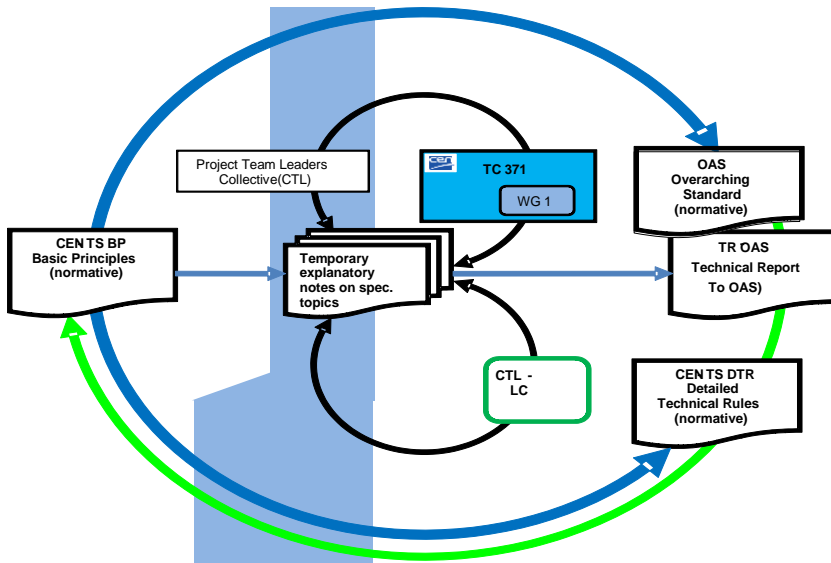 Project Team Leaders
Collective(CTL)
cen
TC 371
WG 1
OAS
Overarching
Standard
(normative)
CEN TS BP
Basic Principles
(normative)
Temporary
explanatory
notes on spec.
topics
TR OAS
Technical Report
To OAS)
CTL -
LC
CEN TS DTR
Detailed
Technical Rules
(normative)